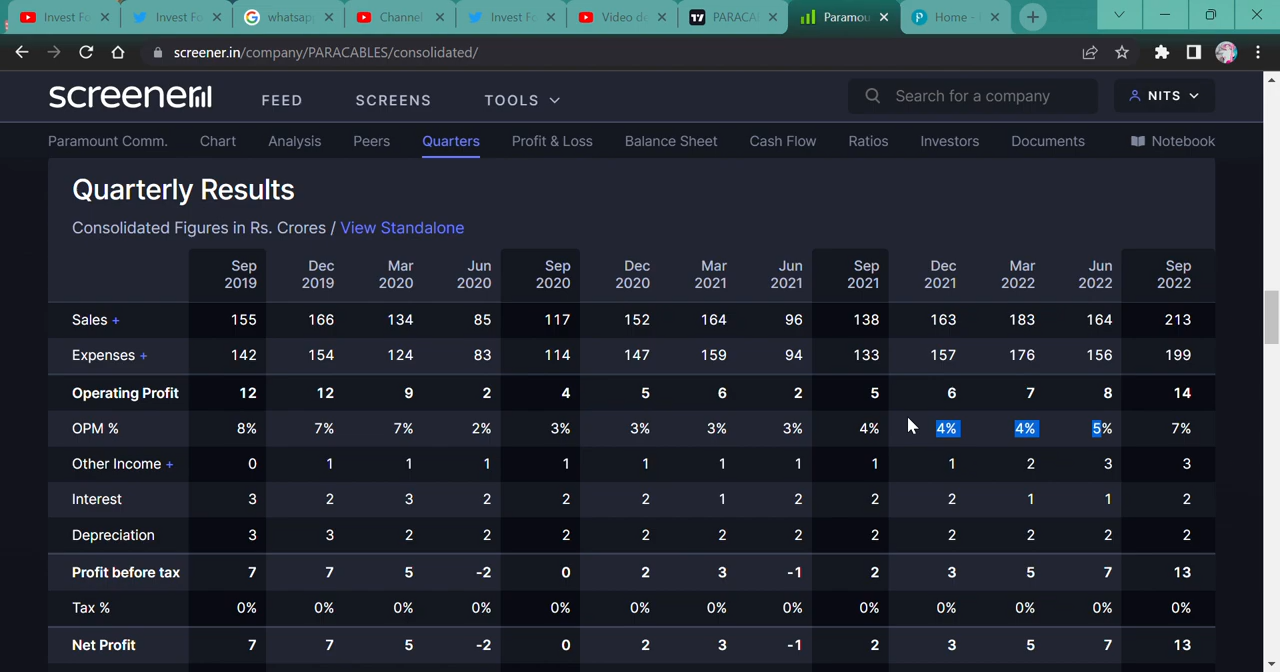 Invest Fo
Invest Fo
whatsapp
Channel
Invest Fo
Video de
PARACA
Paramou
Home -
screener.in/company/PARACABLES/consolidated/
screener
FEED
SCREENS
TOOLS
Search for a company
NITS
Paramount Comm.
Chart
Analysis
Peers
Quarters
Profit & Loss
Balance Sheet
Cash Flow
Ratios
Investors
Documents
Notebook
Quarterly Results
Consolidated Figures in Rs. Crores / View Standalone
Sep 2019 Dec 2019 Mar 2020 Jun 2020 Sep 2020 Dec 2020 Mar 2021 Jun 2021 Sep 2021 Dec 2021 Mar 2022 Jun 2022 Sep 2022
Sales + 155 166 134 85 117 152 164 96 138 163 183 164 213
Expenses + 142 154 124 83 114 147 159 94 133 157 176 156 199
Operating Profit 12 12 9 2 4 5 6 2 5 6 7 8 14
OPM % 8% 7% 7% 2% 3% 3% 3% 3% 4% 4% 4% 5% 7%
Other Income + 0 1 1 1 1 1 1 1 1 1 2 3 3
Interest 3 2 3 2 2 2 1 2 2 2 1 1 2
Depreciation 3 3 2 2 2 2 2 2 2 2 2 2 2
Profit before tax 7 7 5 -2 0 2 3 -1 2 3 5 7 13
Tax % 0% 0% 0% 0% 0% 0% 0% 0% 0% 0% 0% 0% 0%
Net Profit 7 7 5 -2 0 2 3 -1 2 3 5 7 13